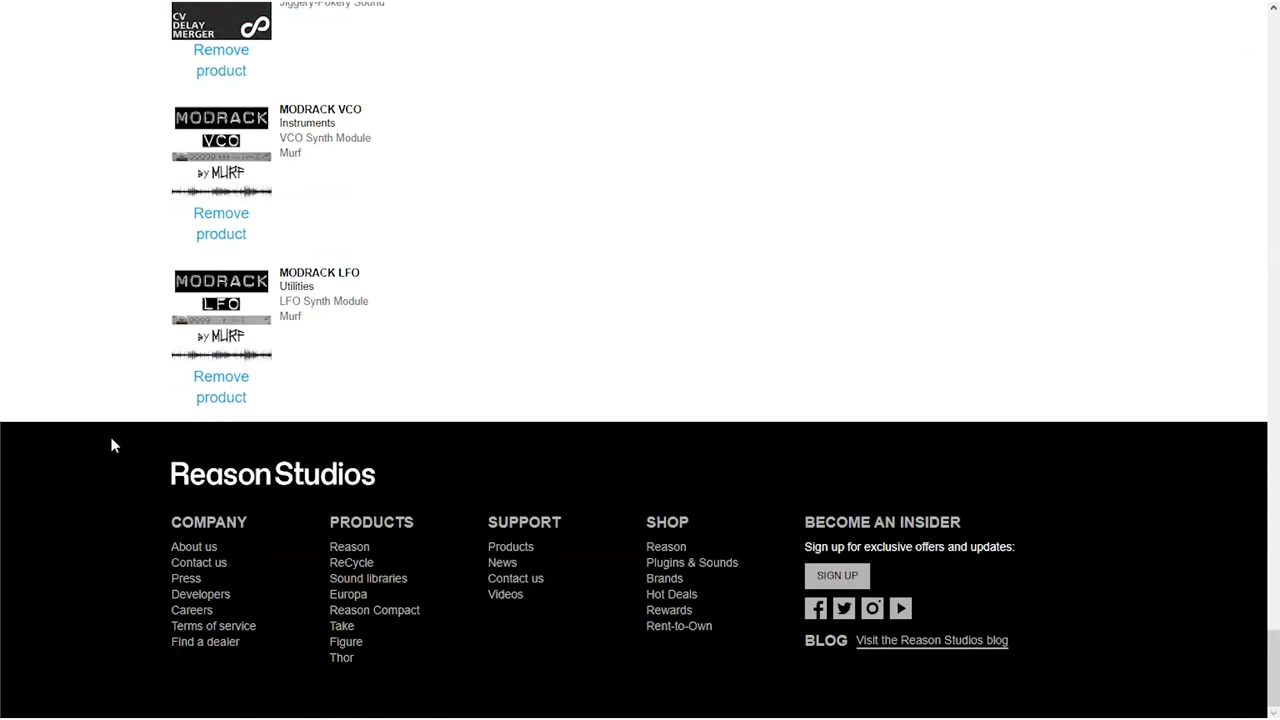 Jiggery-Pokery Sound
CV
DELAY
MERGER
Remove
product
MODRACK
VCO
BY MURF
MODRACK VCO
Instruments
VCO Synth Module
Murf
Remove
product
MODRACK
LFO
BY MURF
MODRACK LFO
Utilities
LFO Synth Module
Murf
Remove
product
Reason Studios
COMPANY
About us
Contact us
Press
Developers
Careers
Terms of service
Find a dealer
PRODUCTS
Reason
ReCycle
Sound libraries
Europa
Reason Compact
Take
Figure
Thor
SUPPORT
Products
News
Contact us
Videos
SHOP
Reason
Plugins & Sounds
Brands
Hot Deals
Rewards
Rent-to-Own
BECOME AN INSIDER
Sign up for exclusive offers and updates:
SIGN UP
BLOG Visit the Reason Studios blog